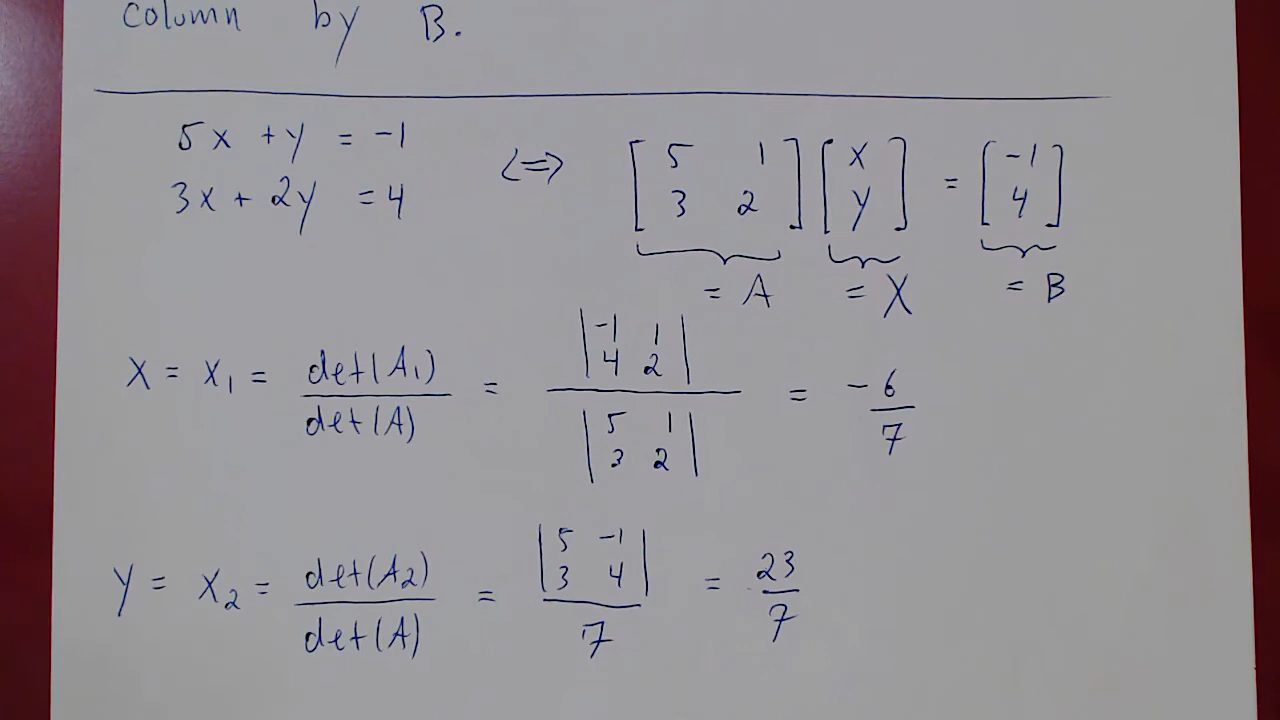 column by B.
5x + y = -1
3x + 2y = 4
<=> [5 1; 3 2] [x; y] = [-1; 4]
= A = X = B
x = x₁ = det(A₁)/det(A) = |-1 1; 4 2| / |5 1; 3 2| = -6/7
y = x₂ = det(A₂)/det(A) = |5 -1; 3 4| / 7 = 23/7